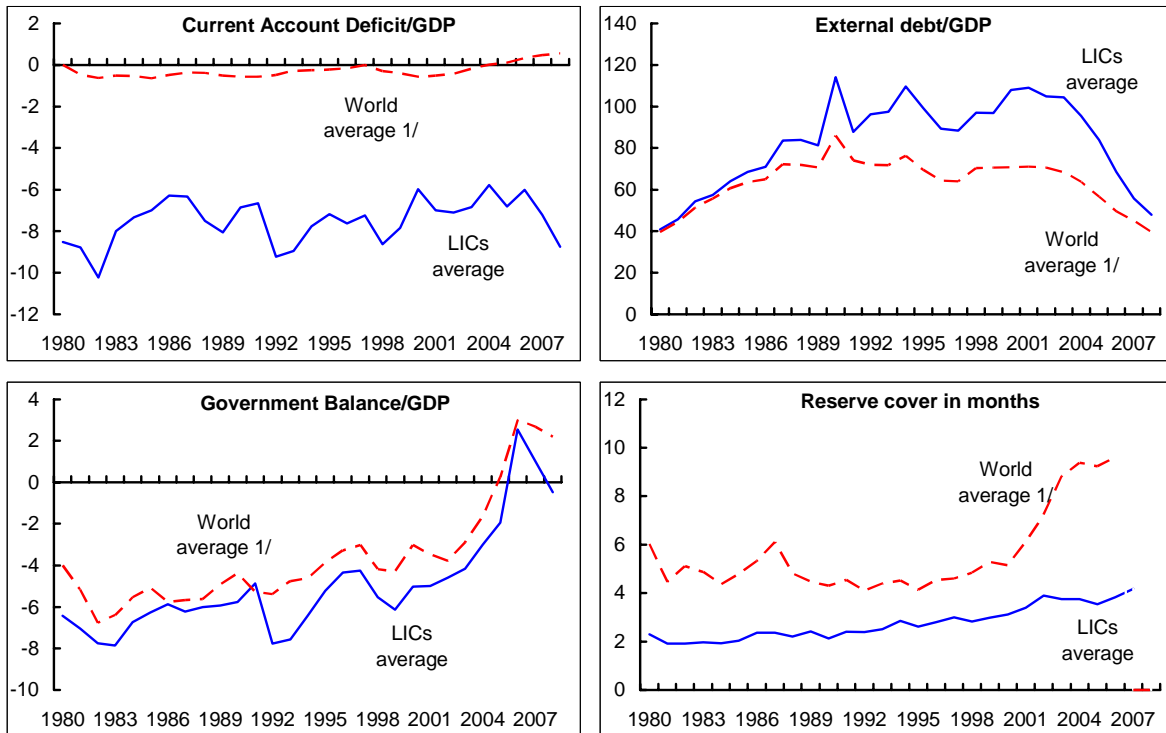 Current Account Deficit/GDP
2
0
-2
-4
-6
-8
-10
-12
World
average 1/
LICs
average
1980 1983 1986 1989 1992 1995 1998 2001 2004 2007
External debt/GDP
140
120
100
80
60
40
20
0
LICs
average
World
average 1/
1980 1983 1986 1989 1992 1995 1998 2001 2004 2007
Government Balance/GDP
4
2
0
-2
-4
-6
-8
-10
World
average 1/
LICs
average
1980 1983 1986 1989 1992 1995 1998 2001 2004 2007
Reserve cover in months
12
10
8
6
4
2
0
World
average 1/
LICs
average
1980 1983 1986 1989 1992 1995 1998 2001 2004 2007